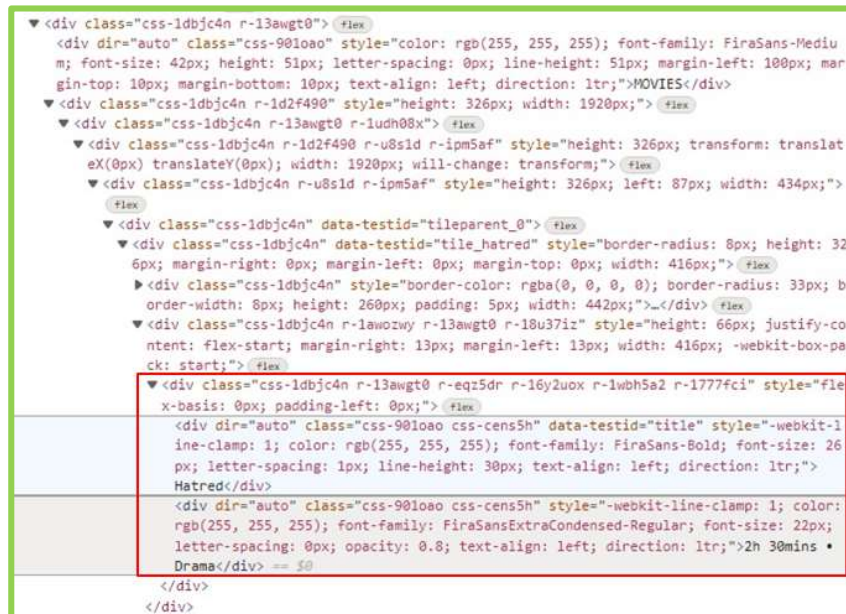 ▼<div class="css-1dbjc4n r-13awgt0"> flex
<div dir="auto" class="css-901oao" style="color: rgb(255, 255, 255); font-family: FiraSans-Mediu
m; font-size: 42px; height: 51px; letter-spacing: 0px; line-height: 51px; margin-left: 100px; mar
gin-top: 10px; margin-bottom: 10px; text-align: left; direction: ltr;">MOVIES</div>
▼<div class="css-1dbjc4n r-1d2f490" style="height: 326px; width: 1920px;"> flex
▼<div class="css-1dbjc4n r-13awgt0 r-1udh08x"> flex
▼<div class="css-1dbjc4n r-1d2f490 r-u8s1d r-ipm5af" style="height: 326px; transform: translat
eX(0px) translateY(0px); width: 1920px; will-change: transform;"> flex
▼<div class="css-1dbjc4n r-u8s1d r-ipm5af" style="height: 326px; left: 87px; width: 434px;">
flex
▼<div class="css-1dbjc4n" data-testid="tileparent_0"> flex
▼<div class="css-1dbjc4n" data-testid="tile_hatred" style="border-radius: 8px; height: 32
6px; margin-right: 0px; margin-left: 0px; margin-top: 0px; width: 416px;"> flex
▶<div class="css-1dbjc4n" style="border-color: rgba(0, 0, 0, 0); border-radius: 33px; b
order-width: 8px; height: 260px; padding: 5px; width: 442px;">…</div> flex
▼<div class="css-1dbjc4n r-1awozwy r-13awgt0 r-18u37iz" style="height: 66px; justify-co
ntent: flex-start; margin-right: 13px; margin-left: 13px; width: 416px; -webkit-box-pa
ck: start;"> flex
▼<div class="css-1dbjc4n r-13awgt0 r-eqz5dr r-16y2uox r-1wbh5a2 r-1777fci" style="fle
x-basis: 0px; padding-left: 0px;"> flex
<div dir="auto" class="css-901oao css-cens5h" data-testid="title" style="-webkit-l
ine-clamp: 1; color: rgb(255, 255, 255); font-family: FiraSans-Bold; font-size: 26
px; letter-spacing: 1px; line-height: 30px; text-align: left; direction: ltr;">
Hatred</div>
<div dir="auto" class="css-901oao css-cens5h" style="-webkit-line-clamp: 1; color:
rgb(255, 255, 255); font-family: FiraSansExtraCondensed-Regular; font-size: 22px;
letter-spacing: 0px; opacity: 0.8; text-align: left; direction: ltr;">2h 30mins •
Drama</div> == $0
</div>
</div>